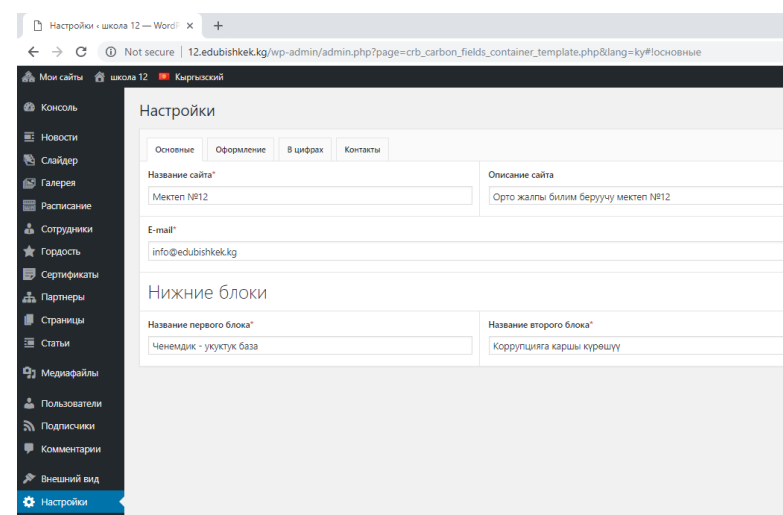 Настройки ‹ школа 12 — WordP
Not secure | 12.edubishkek.kg/wp-admin/admin.php?page=crb_carbon_fields_container_template.php&lang=ky#!основные
Мои сайты школа 12 Кыргызский
Консоль
Новости
Слайдер
Галерея
Расписание
Сотрудники
Гордость
Сертификаты
Партнеры
Страницы
Статьи
Медиафайлы
Пользователи
Подписчики
Комментарии
Внешний вид
Настройки
Настройки
Основные Оформление В цифрах Контакты
Название сайта* Описание сайта
Мектеп №12 Орто жалпы билим беруучу мектеп №12
E-mail*
info@edubishkek.kg
Нижние блоки
Название первого блока* Название второго блока*
Ченемдик - укуктук база Коррупцияга каршы күрөшүү